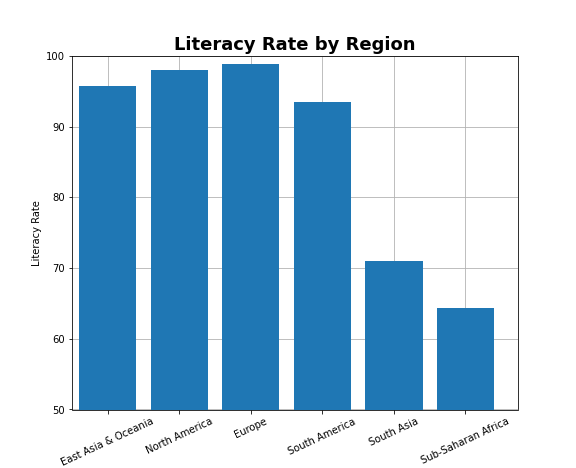 Literacy Rate by Region
100
90
80
70
60
50
Literacy Rate
East Asia & Oceania
North America
Europe
South America
South Asia
Sub-Saharan Africa